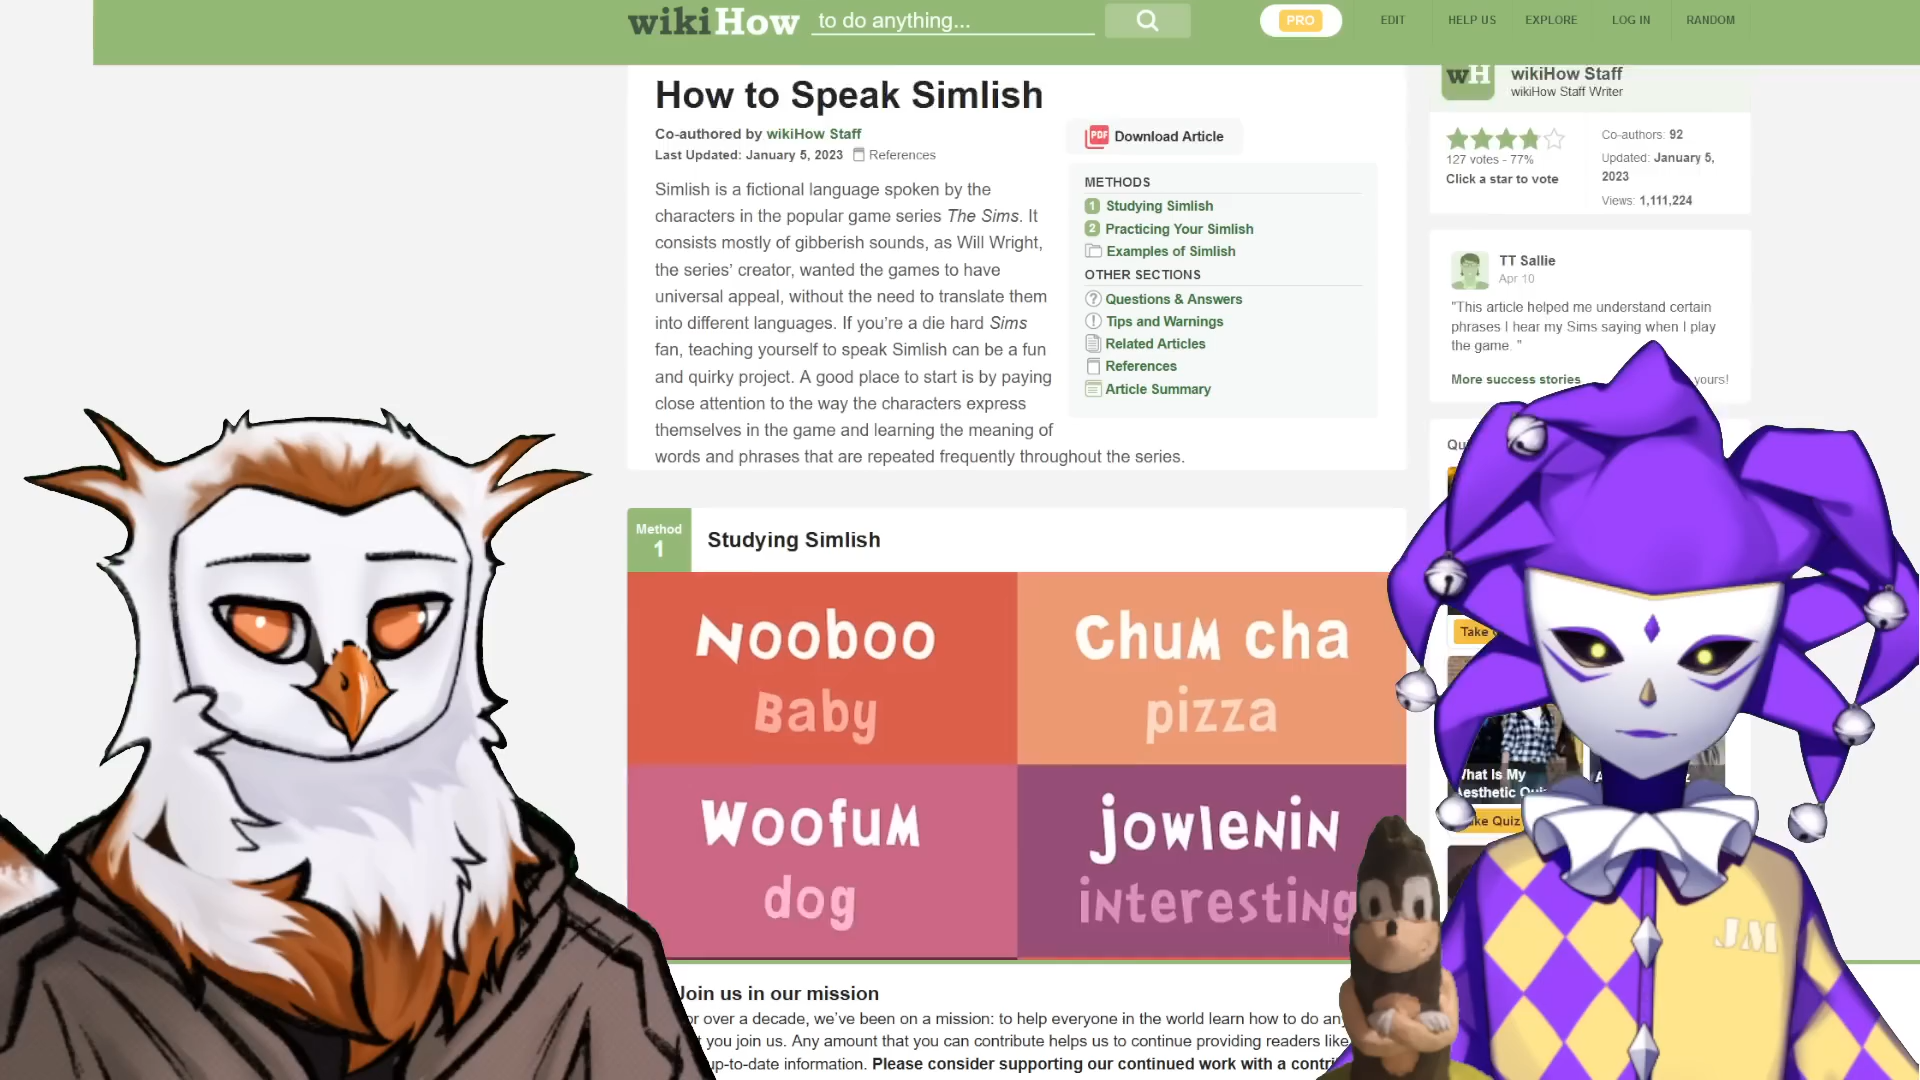 wikiHow to do anything...
PRO
EDIT
HELP US
EXPLORE
LOG IN
RANDOM
How to Speak Simlish
Co-authored by wikiHow Staff
Last Updated: January 5, 2023 References
Download Article
Simlish is a fictional language spoken by the
characters in the popular game series The Sims. It
consists mostly of gibberish sounds, as Will Wright,
the series’ creator, wanted the games to have
universal appeal, without the need to translate them
into different languages. If you’re a die hard Sims
fan, teaching yourself to speak Simlish can be a fun
and quirky project. A good place to start is by paying
close attention to the way the characters express
themselves in the game and learning the meaning of
words and phrases that are repeated frequently throughout the series.
METHODS
1 Studying Simlish
2 Practicing Your Simlish
Examples of Simlish
OTHER SECTIONS
Questions & Answers
Tips and Warnings
Related Articles
References
Article Summary
wH
wikiHow Staff
wikiHow Staff Writer
127 votes - 77%
Click a star to vote
Co-authors: 92
Updated: January 5,
2023
Views: 1,111,224
TT Sallie
Apr 10
"This article helped me understand certain
phrases I hear my Sims saying when I play
the game. "
More success stories
yours!
Method
1
Studying Simlish
Nooboo
Baby
Chum cha
pizza
Woofum
dog
jowlenin
interesting
Take
What Is My
Aesthetic
Quiz
JM
Join us in our mission
or over a decade, we’ve been on a mission: to help everyone in the world learn how to do
you join us. Any amount that you can contribute helps us to continue providing readers
up-to-date information. Please consider supporting our continued work with a